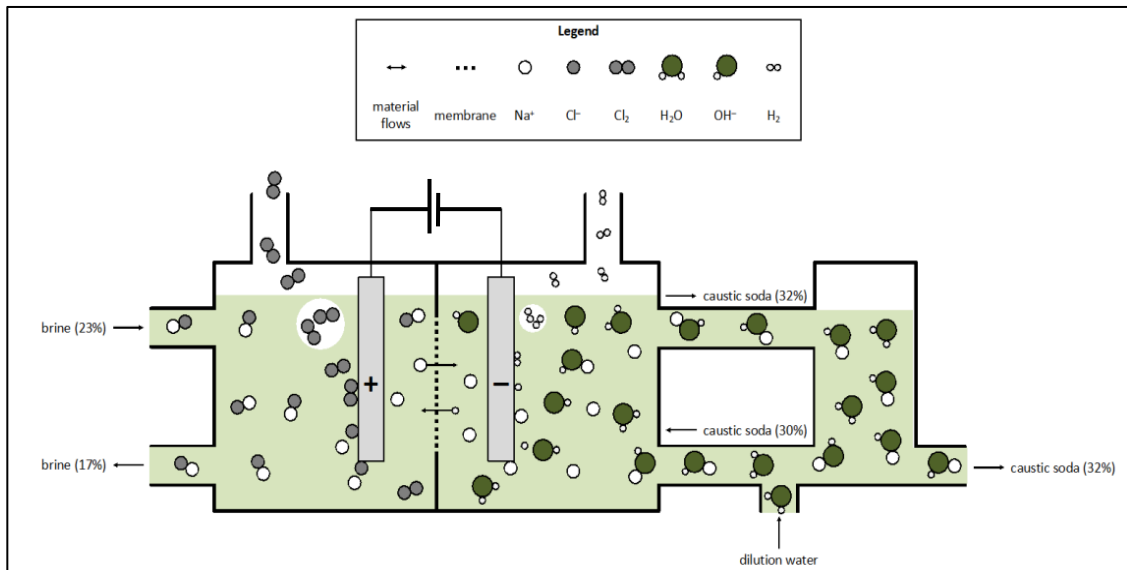 Legend
material
flows
membrane
Na⁺
Cl⁻
Cl₂
H₂O
OH⁻
H₂
caustic soda (32%)
brine (23%)
+
−
caustic soda (30%)
brine (17%)
caustic soda (32%)
dilution water